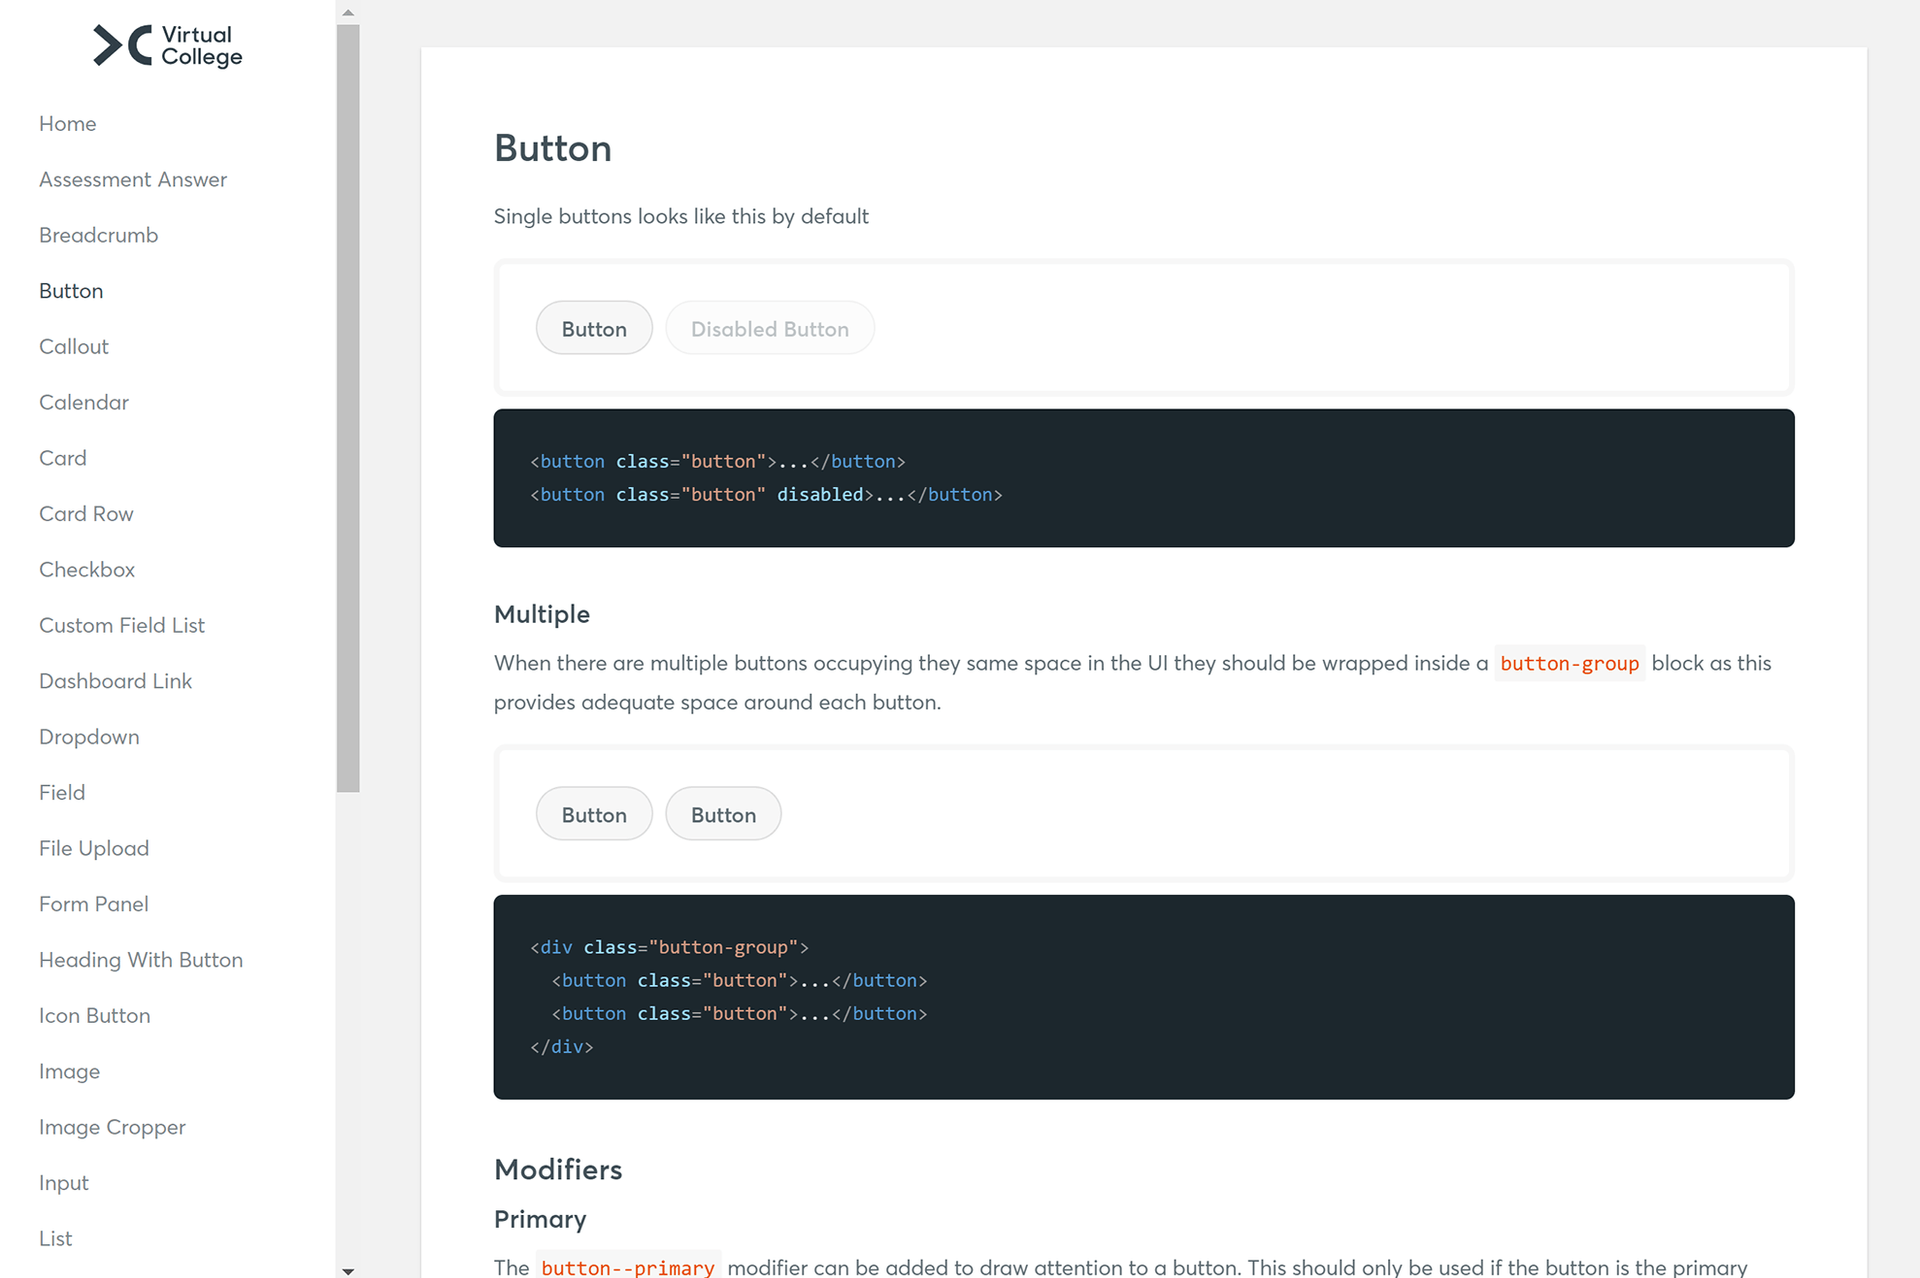 Virtual
College
Home
Assessment Answer
Breadcrumb
Button
Callout
Calendar
Card
Card Row
Checkbox
Custom Field List
Dashboard Link
Dropdown
Field
File Upload
Form Panel
Heading With Button
Icon Button
Image
Image Cropper
Input
List
Button
Single buttons looks like this by default
Button Disabled Button
<button class="button">...</button>
<button class="button" disabled>...</button>
Multiple
When there are multiple buttons occupying they same space in the UI they should be wrapped inside a button-group block as this
provides adequate space around each button.
Button Button
<div class="button-group">
  <button class="button">...</button>
  <button class="button">...</button>
</div>
Modifiers
Primary
The button--primary modifier can be added to draw attention to a button. This should only be used if the button is the primary